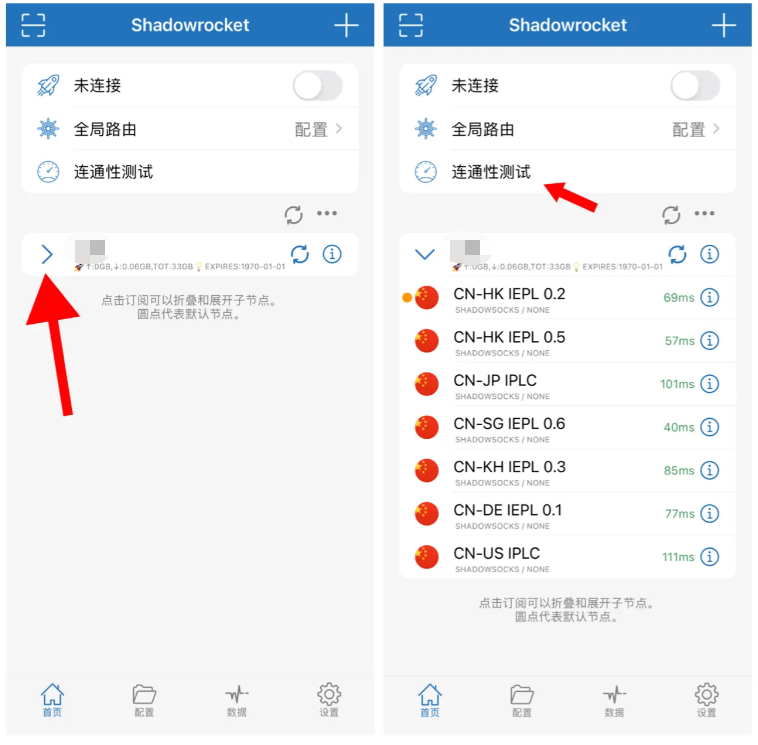 Shadowrocket
未连接
全局路由
配置
连通性测试
↑:0GB,↓:0.06GB,TOT:33GB💡EXPIRES:1970-01-01
点击订阅可以折叠和展开子节点。
圆点代表默认节点。
首页
配置
数据
设置
Shadowrocket
未连接
全局路由
配置
连通性测试
↑:0GB,↓:0.06GB,TOT:33GB💡EXPIRES:1970-01-01
CN-HK IEPL 0.2
69ms
SHADOWSOCKS / NONE
CN-HK IEPL 0.5
57ms
SHADOWSOCKS / NONE
CN-JP IPLC
101ms
SHADOWSOCKS / NONE
CN-SG IEPL 0.6
40ms
SHADOWSOCKS / NONE
CN-KH IEPL 0.3
85ms
SHADOWSOCKS / NONE
CN-DE IEPL 0.1
77ms
SHADOWSOCKS / NONE
CN-US IPLC
111ms
SHADOWSOCKS / NONE
点击订阅可以折叠和展开子节点。
圆点代表默认节点。
首页
配置
数据
设置